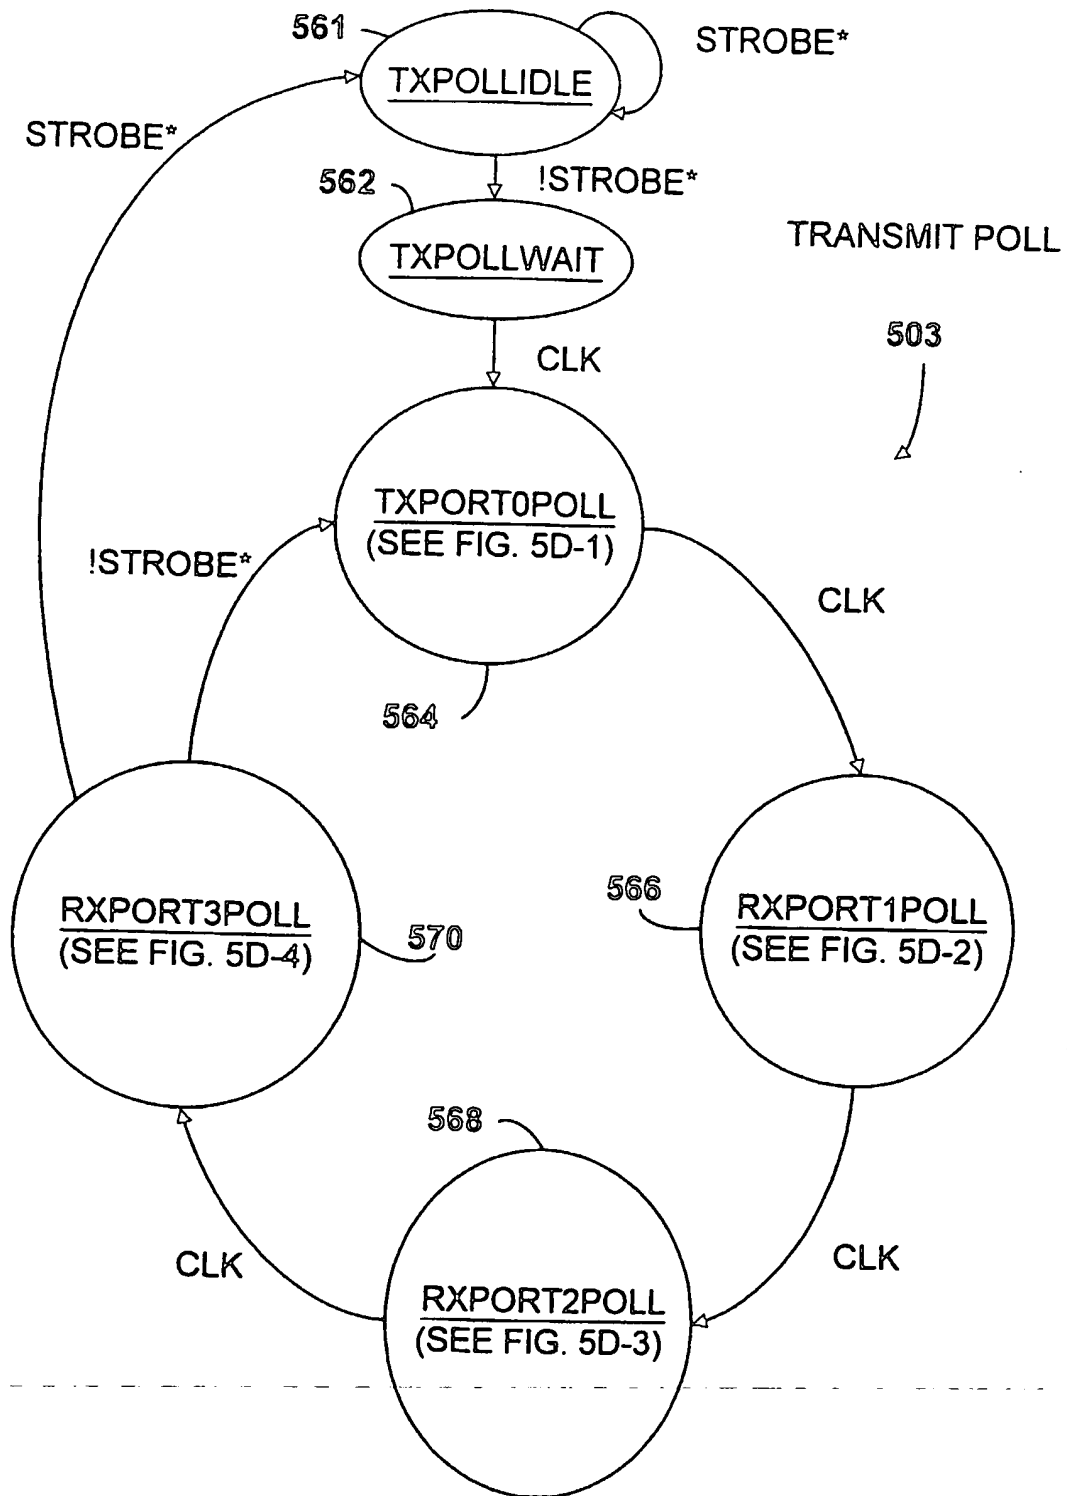 561
STROBE*
TXPOLLIDLE
STROBE*
562
!STROBE*
TXPOLLWAIT
TRANSMIT POLL
503
CLK
TXPORT0POLL
(SEE FIG. 5D-1)
!STROBE*
CLK
564
566
RXPORT3POLL
(SEE FIG. 5D-4)
570
RXPORT1POLL
(SEE FIG. 5D-2)
568
CLK
CLK
RXPORT2POLL
(SEE FIG. 5D-3)